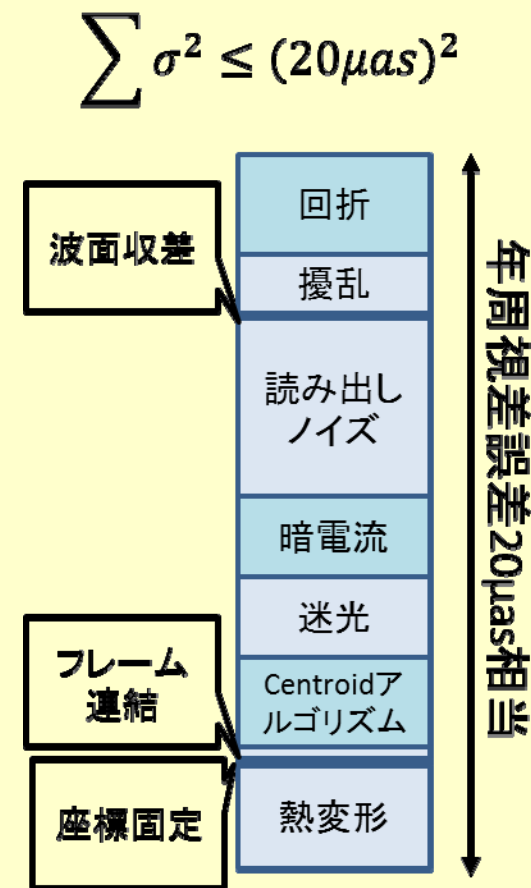 ∑σ² ≤ (20μas)²
回折
波面収差
擾乱
読み出し
ノイズ
暗電流
迷光
フレーム
連結
Centroidア
ルゴリズム
座標固定
熱変形
年周視差誤差20μas相当